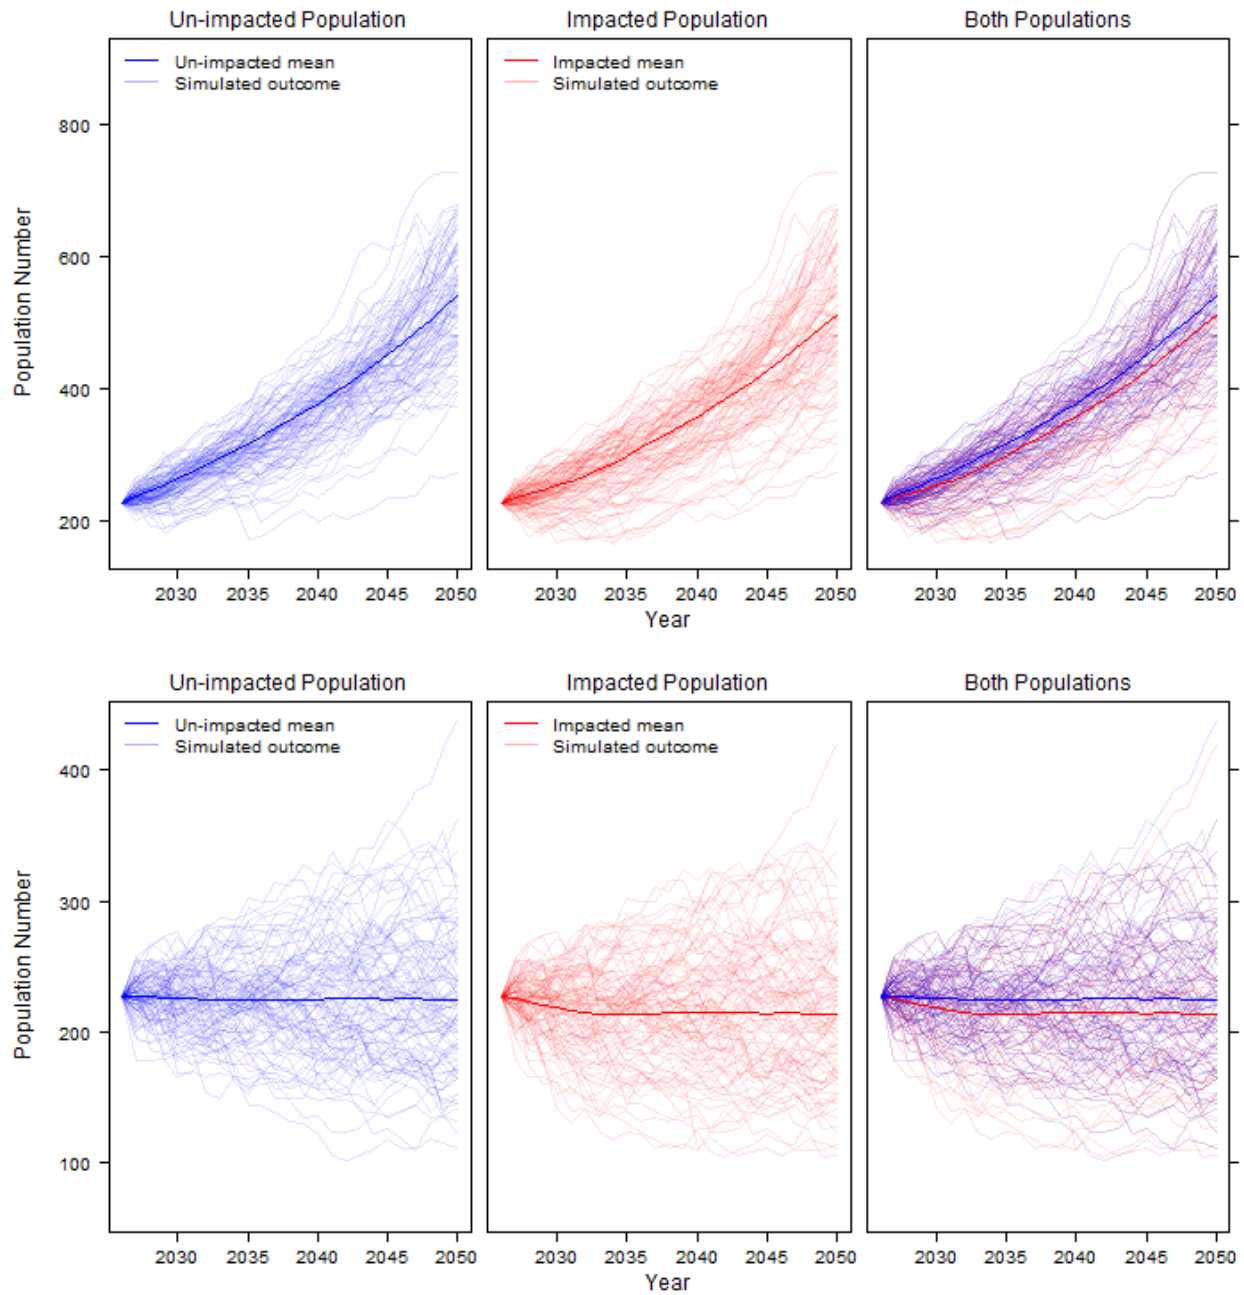 Un-impacted Population
Impacted Population
Both Populations
Un-impacted mean
Simulated outcome
Impacted mean
Simulated outcome
Population Number
800
600
400
200
2030 2035 2040 2045 2050
2030 2035 2040 2045 2050
2030 2035 2040 2045 2050
Year
Un-impacted Population
Impacted Population
Both Populations
Un-impacted mean
Simulated outcome
Impacted mean
Simulated outcome
Population Number
400
300
200
100
2030 2035 2040 2045 2050
2030 2035 2040 2045 2050
2030 2035 2040 2045 2050
Year